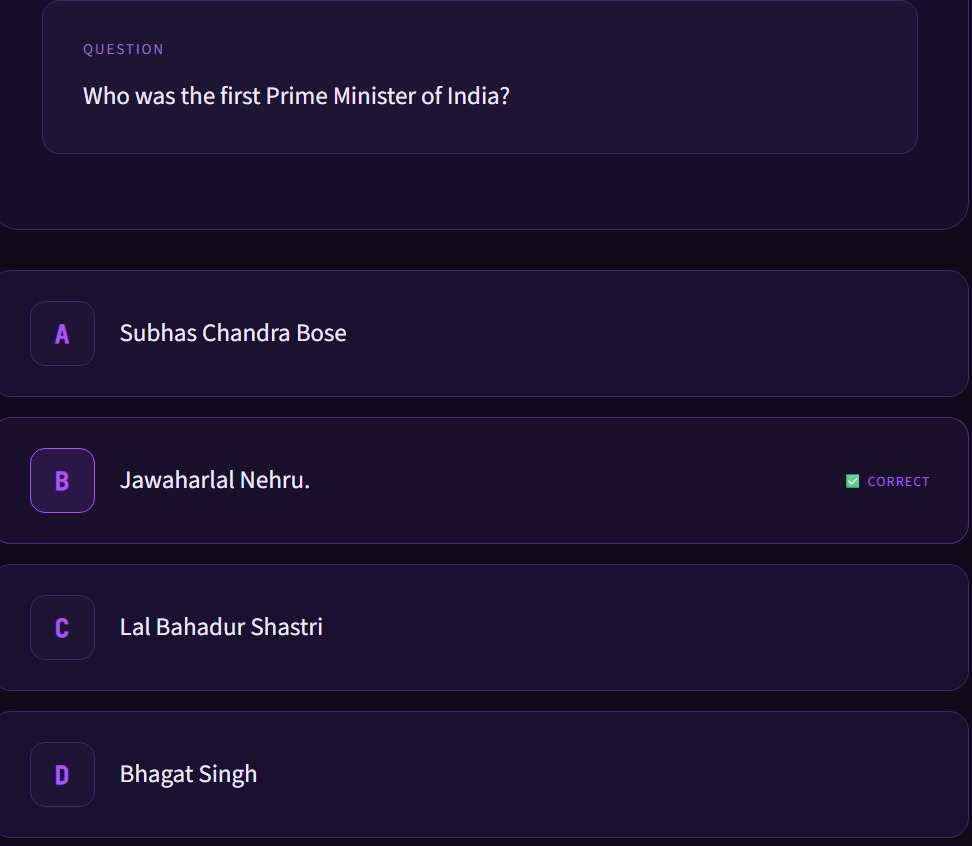 QUESTION
Who was the first Prime Minister of India?
A
Subhas Chandra Bose
B
Jawaharlal Nehru.
✅ CORRECT
C
Lal Bahadur Shastri
D
Bhagat Singh